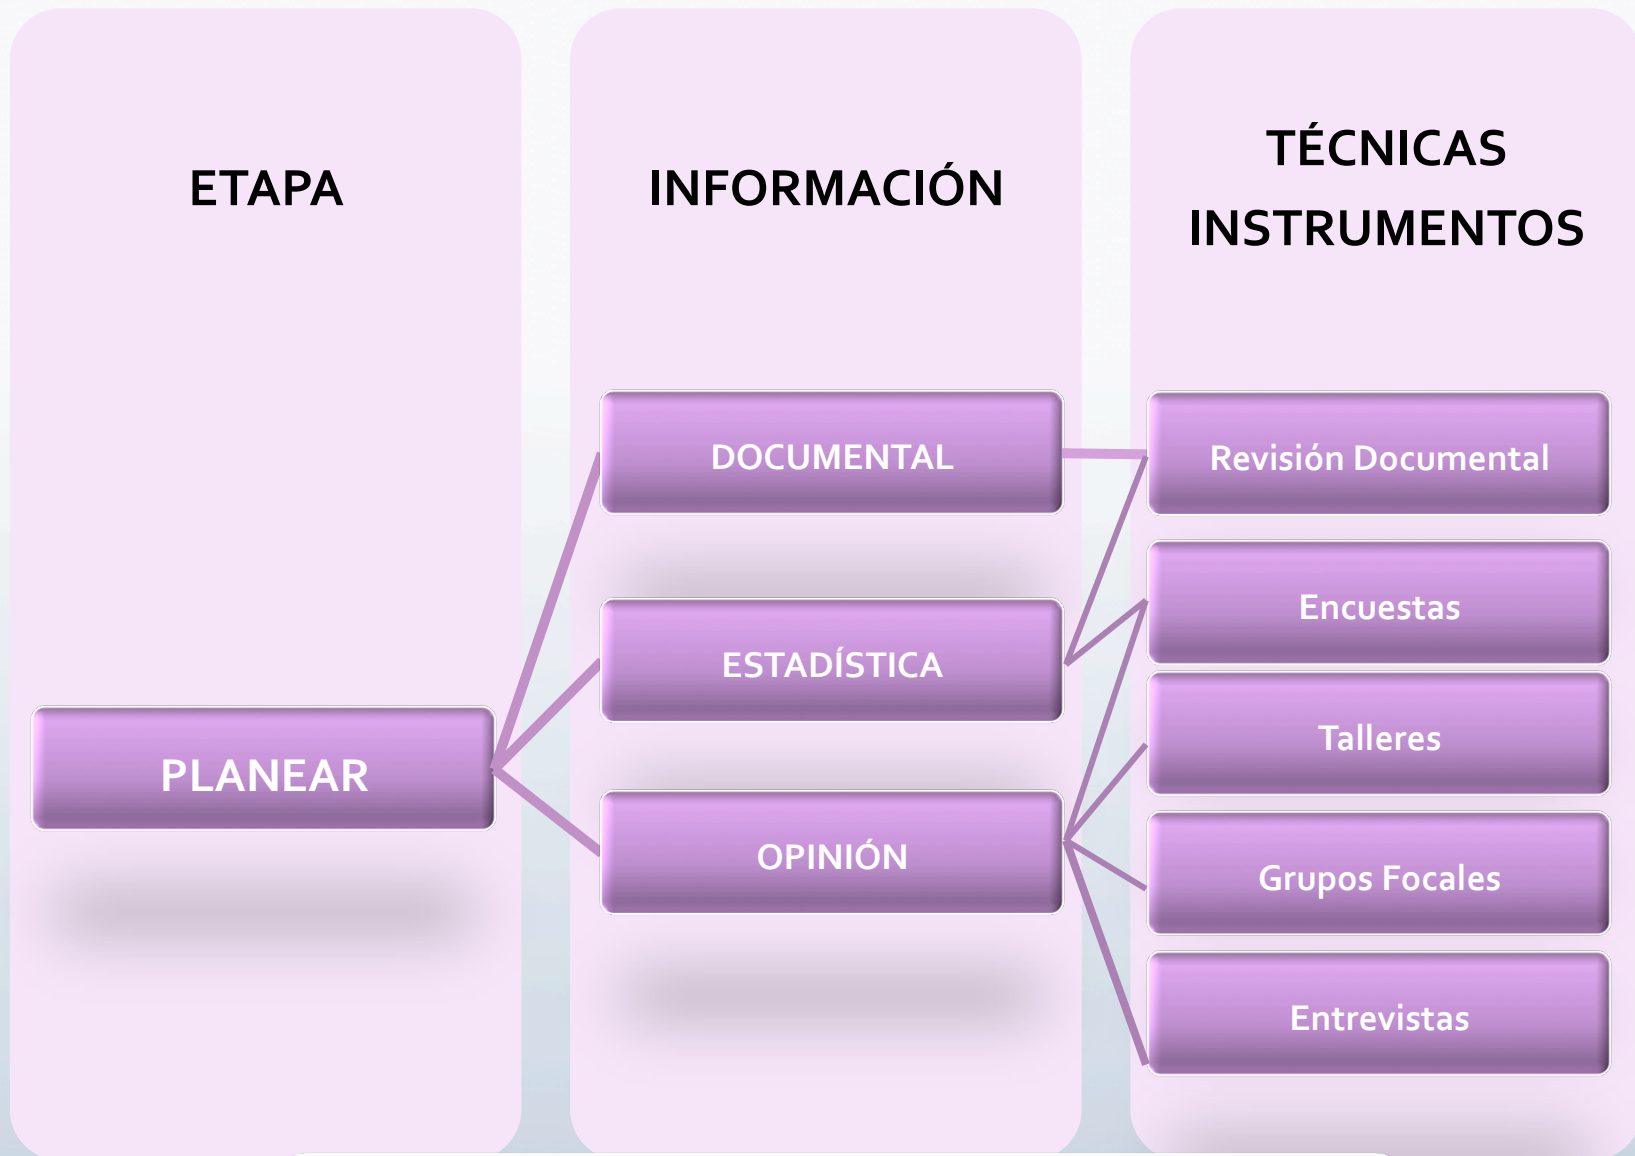 ETAPA
INFORMACIÓN
TÉCNICAS
INSTRUMENTOS
PLANEAR
DOCUMENTAL
ESTADÍSTICA
OPINIÓN
Revisión Documental
Encuestas
Talleres
Grupos Focales
Entrevistas